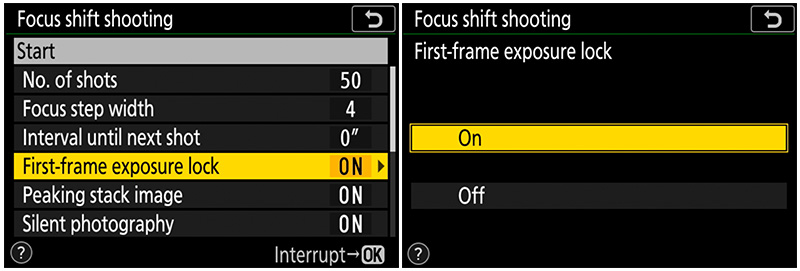 Focus shift shooting
Start
No. of shots 50
Focus step width 4
Interval until next shot 0"
First-frame exposure lock ON
Peaking stack image ON
Silent photography ON
? Interrupt→OK
Focus shift shooting
First-frame exposure lock
On
Off
?